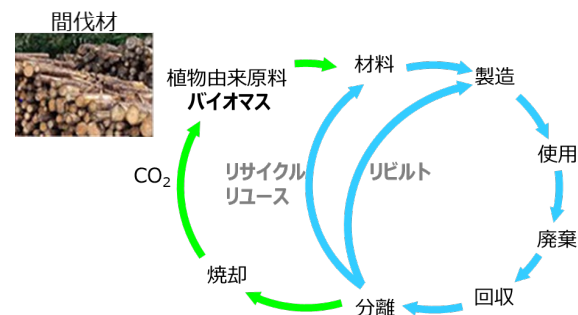 間伐材
植物由来原料
バイオマス
材料
製造
使用
廃棄
回収
分離
焼却
CO₂
リサイクル
リユース
リビルト